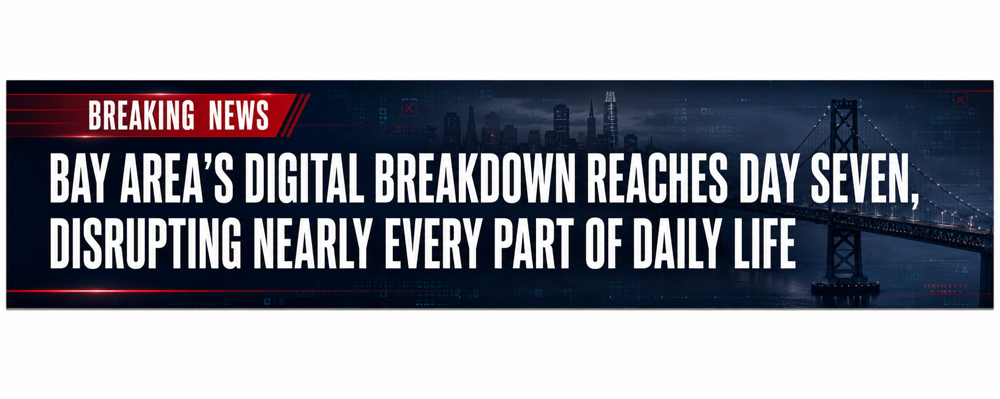 BREAKING NEWS
BAY AREA’S DIGITAL BREAKDOWN REACHES DAY SEVEN,
DISRUPTING NEARLY EVERY PART OF DAILY LIFE